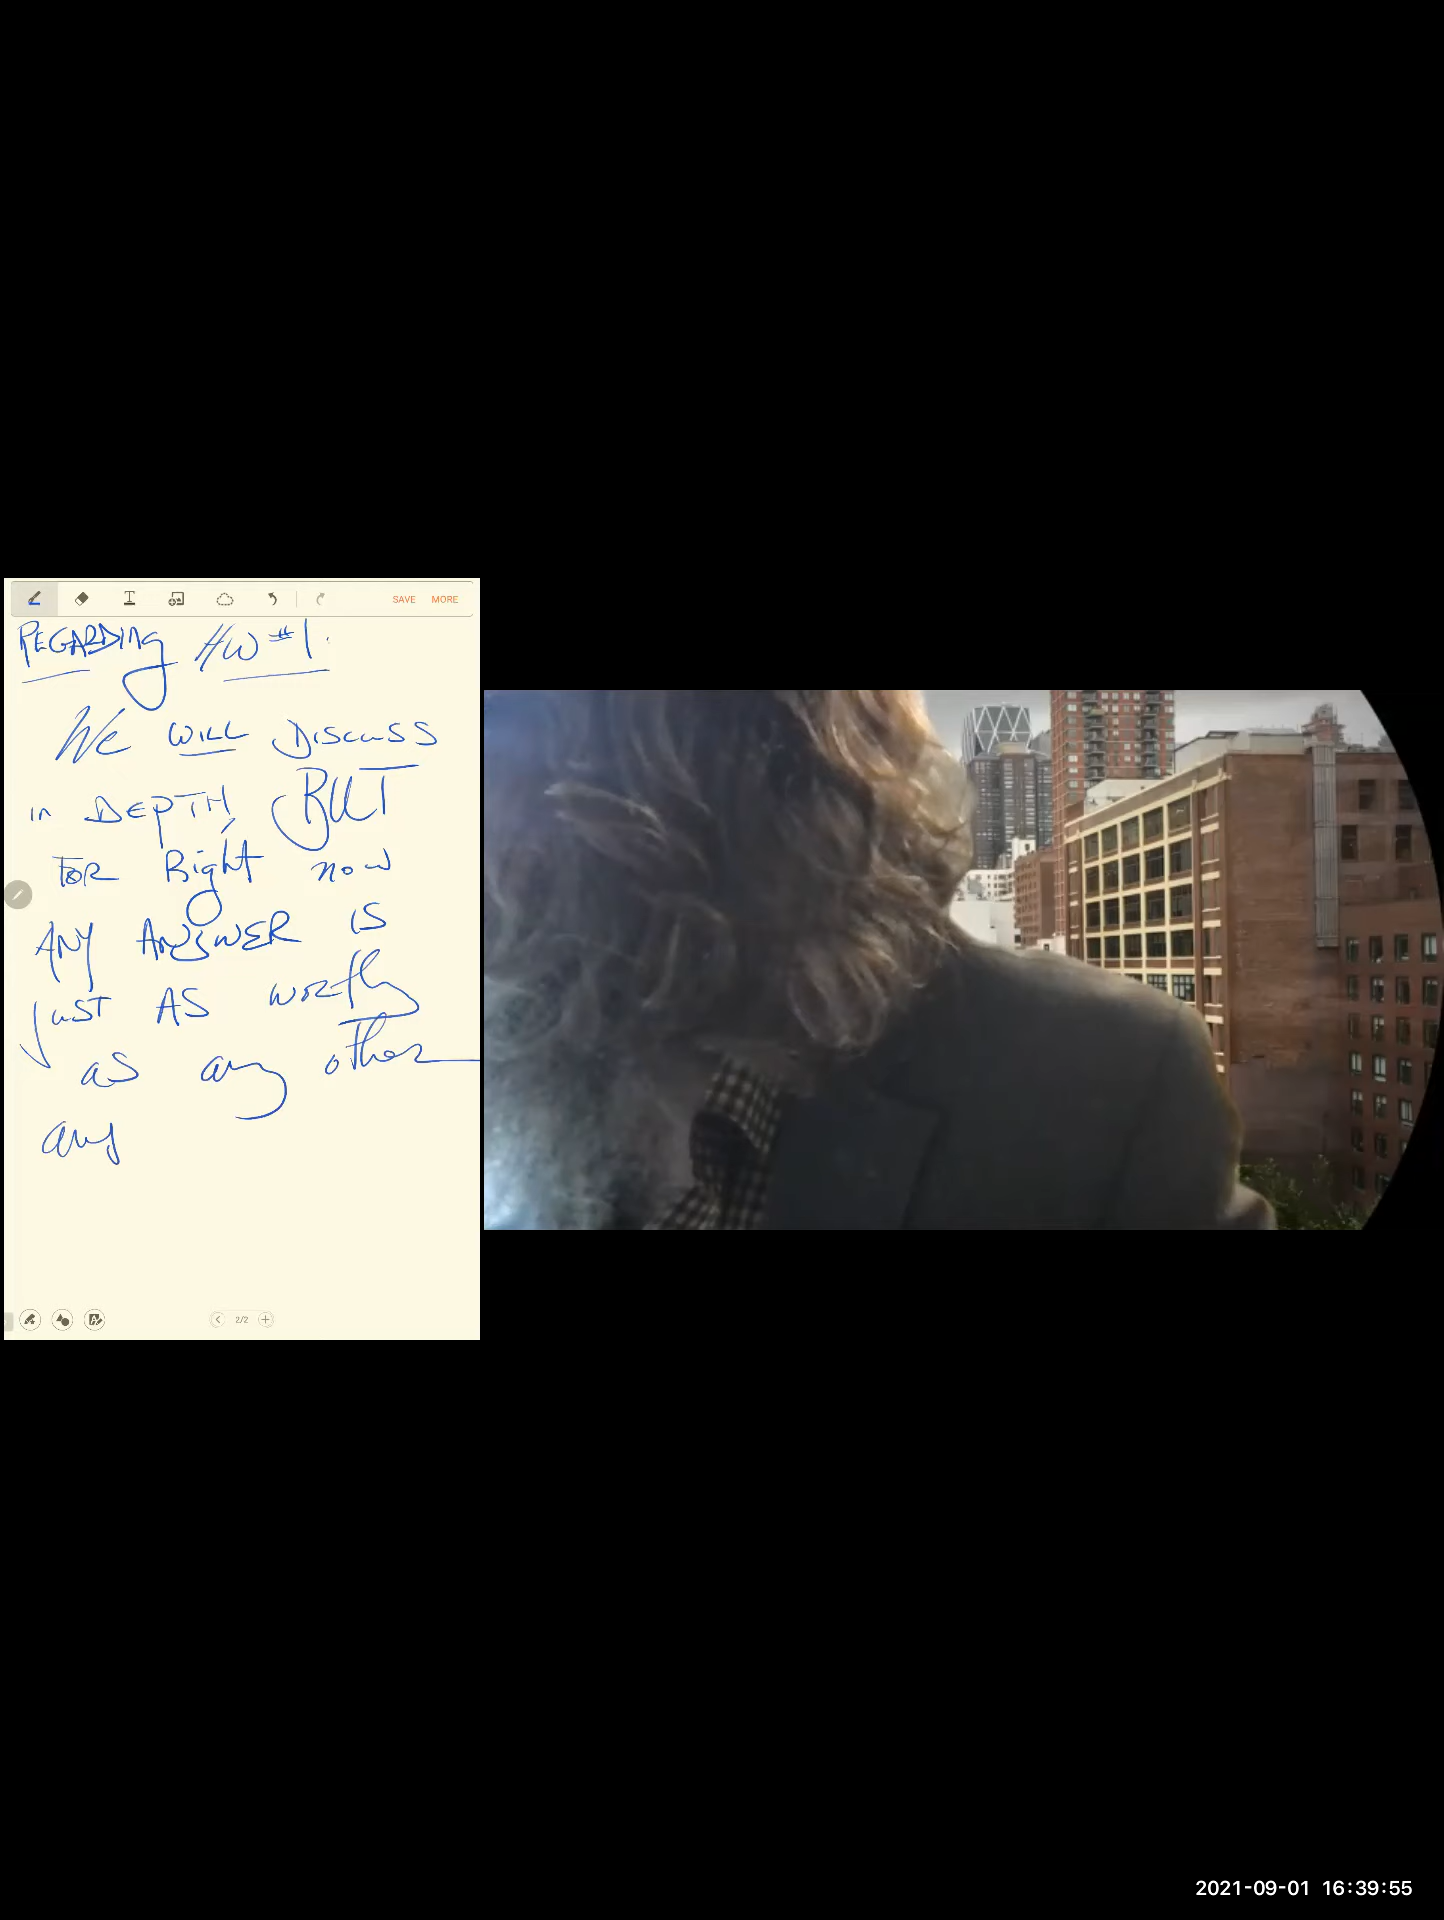 SAVE MORE
REGARDING HW #1.
We WILL DISCUSS
in DEPTH, BUT
FOR Right now
ANY ANSWER IS
just AS worthy
as any other
any
2/2
2021-09-01 16:39:55